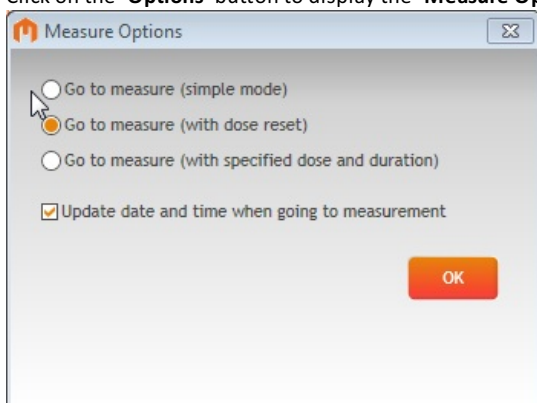 Click on the "Options" button to display the "Measure Op
Measure Options
Go to measure (simple mode)
Go to measure (with dose reset)
Go to measure (with specified dose and duration)
Update date and time when going to measurement
OK